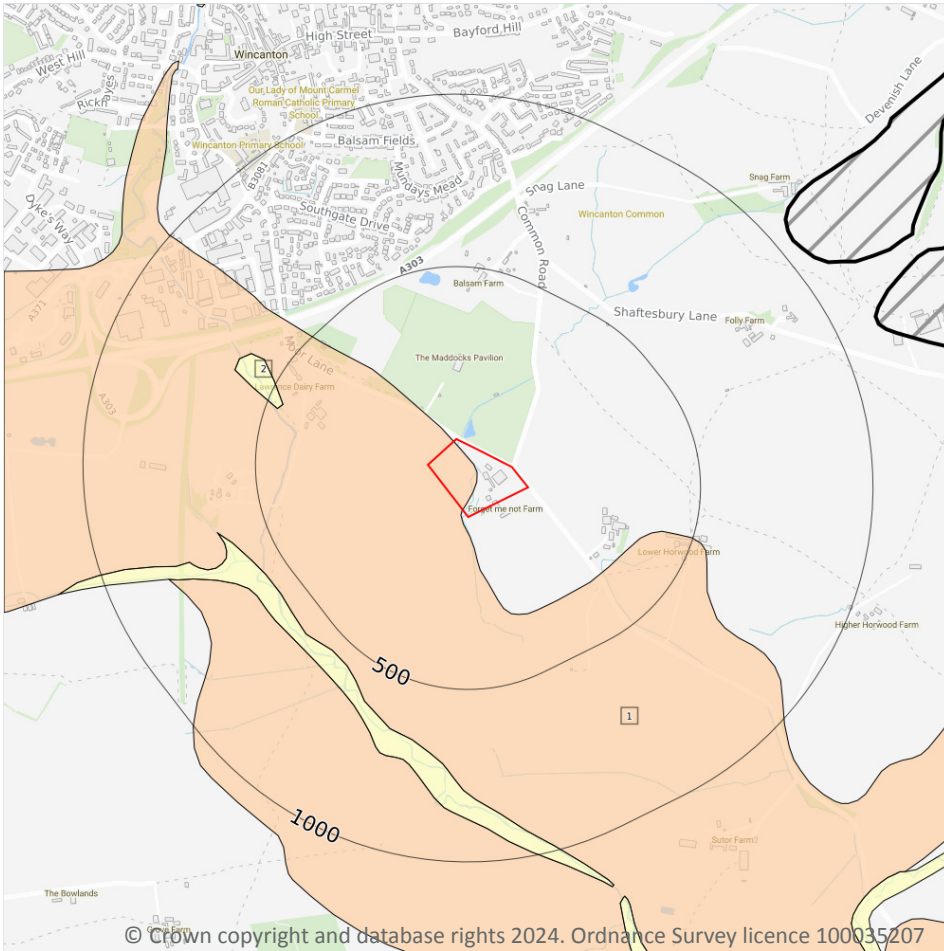 High Street
Bayford Hill
West Hill
Wincanton
Our Lady of Mount Carmel
Roman Catholic Primary
School
Devenish Lane
Balsam Fields
Wincanton Primary School
B3081
Mundays Mead
Snag Lane
Snag Farm
Dyke's Way
Southgate Drive
Wincanton Common
Common Road
A303
Balsam Farm
A371
Shaftesbury Lane
Folly Farm
Moor Lane
The Maddocks Pavilion
2
Lawrence Dairy Farm
A303
Forget me not Farm
Lower Horwood Farm
Higher Horwood Farm
500
1
1000
Sutor Farm
The Bowlands
Grove Farm
© Crown copyright and database rights 2024. Ordnance Survey licence 100035207